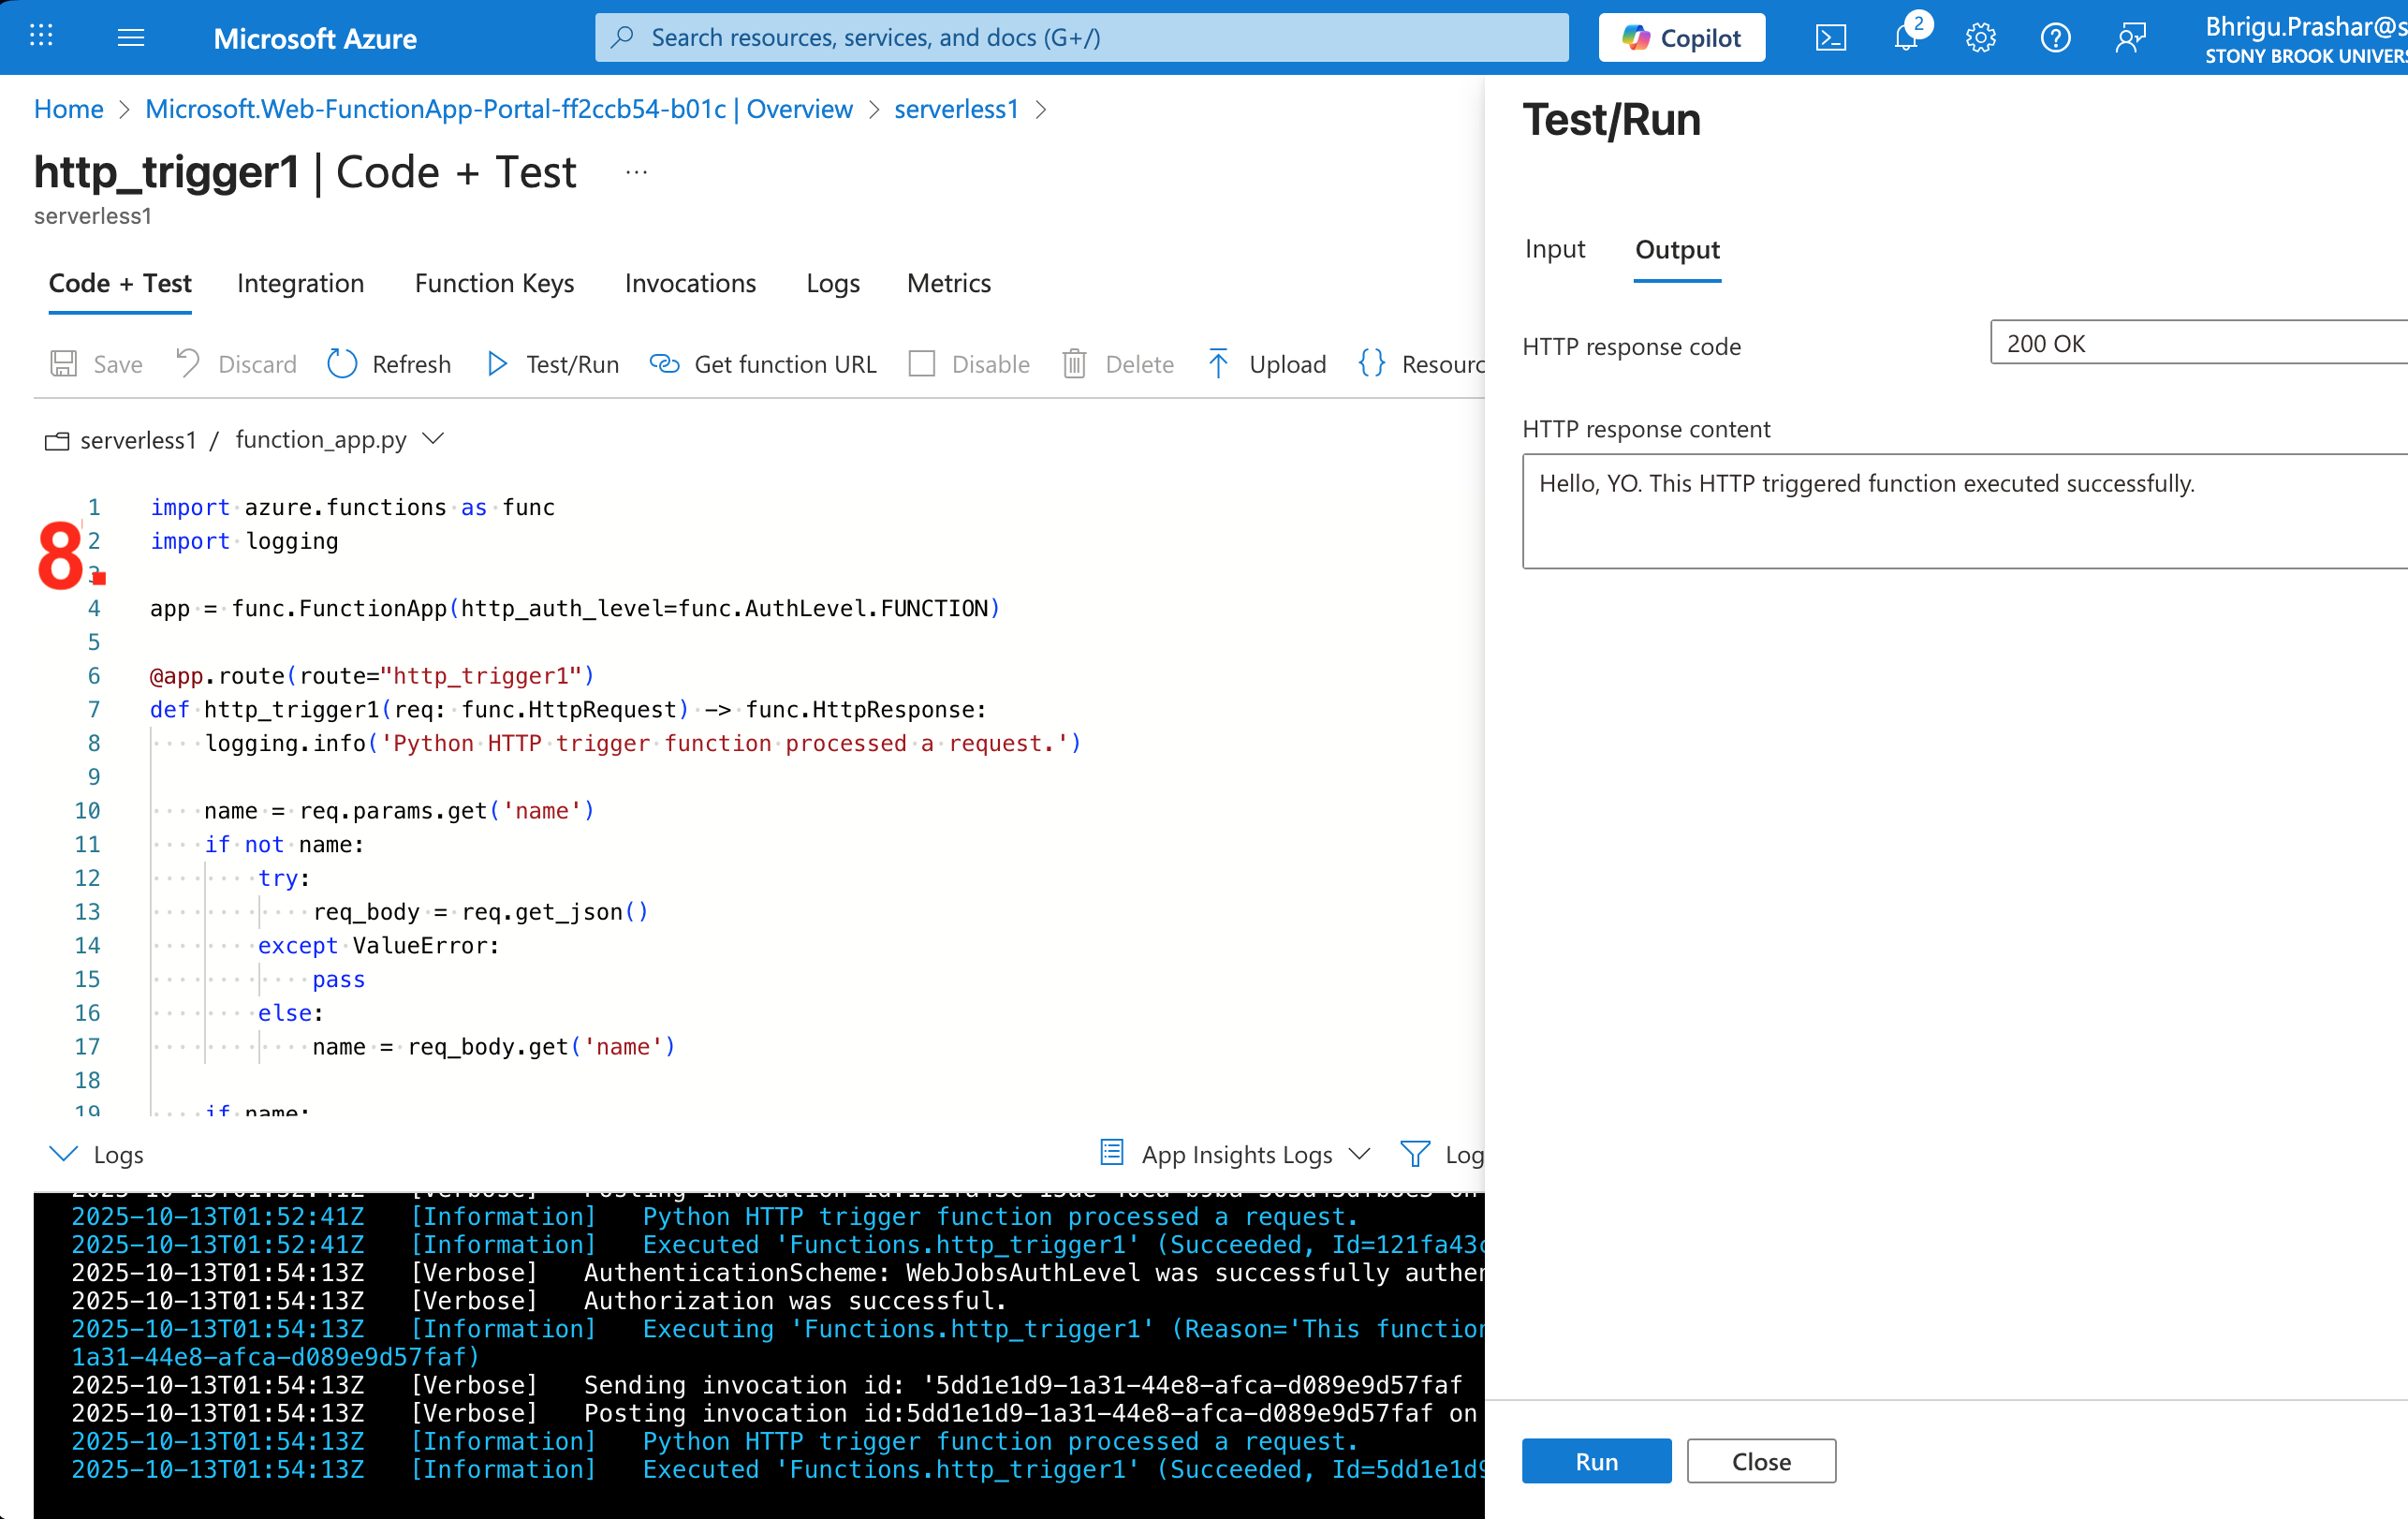 Microsoft Azure
Search resources, services, and docs (G+/)
Copilot
2
Bhrigu.Prashar@s
STONY BROOK UNIVERS
Home > Microsoft.Web-FunctionApp-Portal-ff2ccb54-b01c | Overview > serverless1 >
http_trigger1 | Code + Test ...
serverless1
Code + Test Integration Function Keys Invocations Logs Metrics
Save Discard Refresh Test/Run Get function URL Disable Delete Upload {} Resourc
serverless1 / function_app.py
8.
1 import azure.functions as func
2 import logging
3
4 app = func.FunctionApp(http_auth_level=func.AuthLevel.FUNCTION)
5
6 @app.route(route="http_trigger1")
7 def http_trigger1(req: func.HttpRequest) -> func.HttpResponse:
8 logging.info('Python HTTP trigger function processed a request.')
9
10 name = req.params.get('name')
11 if not name:
12 try:
13 req_body = req.get_json()
14 except ValueError:
15 pass
16 else:
17 name = req_body.get('name')
18
19 if name:
Logs
App Insights Logs
Log
2025-10-13T01:52:41Z [Verbose] Posting invocation id:121fa43c
2025-10-13T01:52:41Z [Information] Python HTTP trigger function processed a request.
2025-10-13T01:52:41Z [Information] Executed 'Functions.http_trigger1' (Succeeded, Id=121fa43c
2025-10-13T01:54:13Z [Verbose] AuthenticationScheme: WebJobsAuthLevel was successfully authen
2025-10-13T01:54:13Z [Verbose] Authorization was successful.
2025-10-13T01:54:13Z [Information] Executing 'Functions.http_trigger1' (Reason='This function
1a31-44e8-afca-d089e9d57faf)
2025-10-13T01:54:13Z [Verbose] Sending invocation id: '5dd1e1d9-1a31-44e8-afca-d089e9d57faf
2025-10-13T01:54:13Z [Verbose] Posting invocation id:5dd1e1d9-1a31-44e8-afca-d089e9d57faf on
2025-10-13T01:54:13Z [Information] Python HTTP trigger function processed a request.
2025-10-13T01:54:13Z [Information] Executed 'Functions.http_trigger1' (Succeeded, Id=5dd1e1d9
Test/Run
Input Output
HTTP response code
200 OK
HTTP response content
Hello, YO. This HTTP triggered function executed successfully.
Run Close